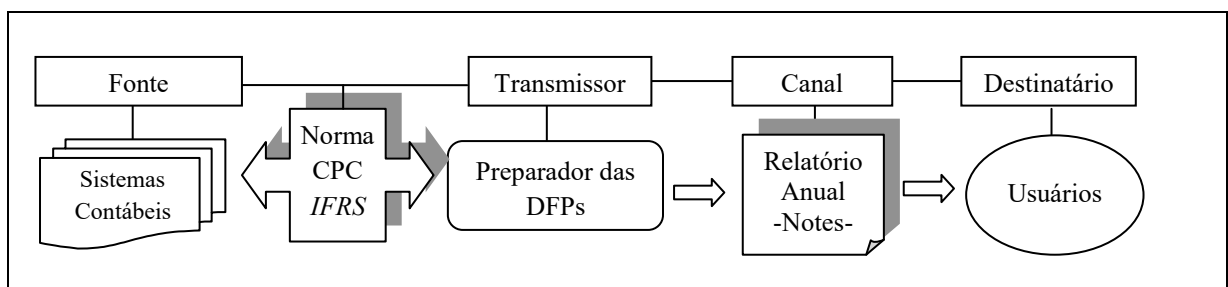 Fonte
Transmissor
Canal
Destinatário
Sistemas
Contábeis
Norma
CPC
IFRS
Preparador das
DFPs
Relatório
Anual
-Notes-
Usuários